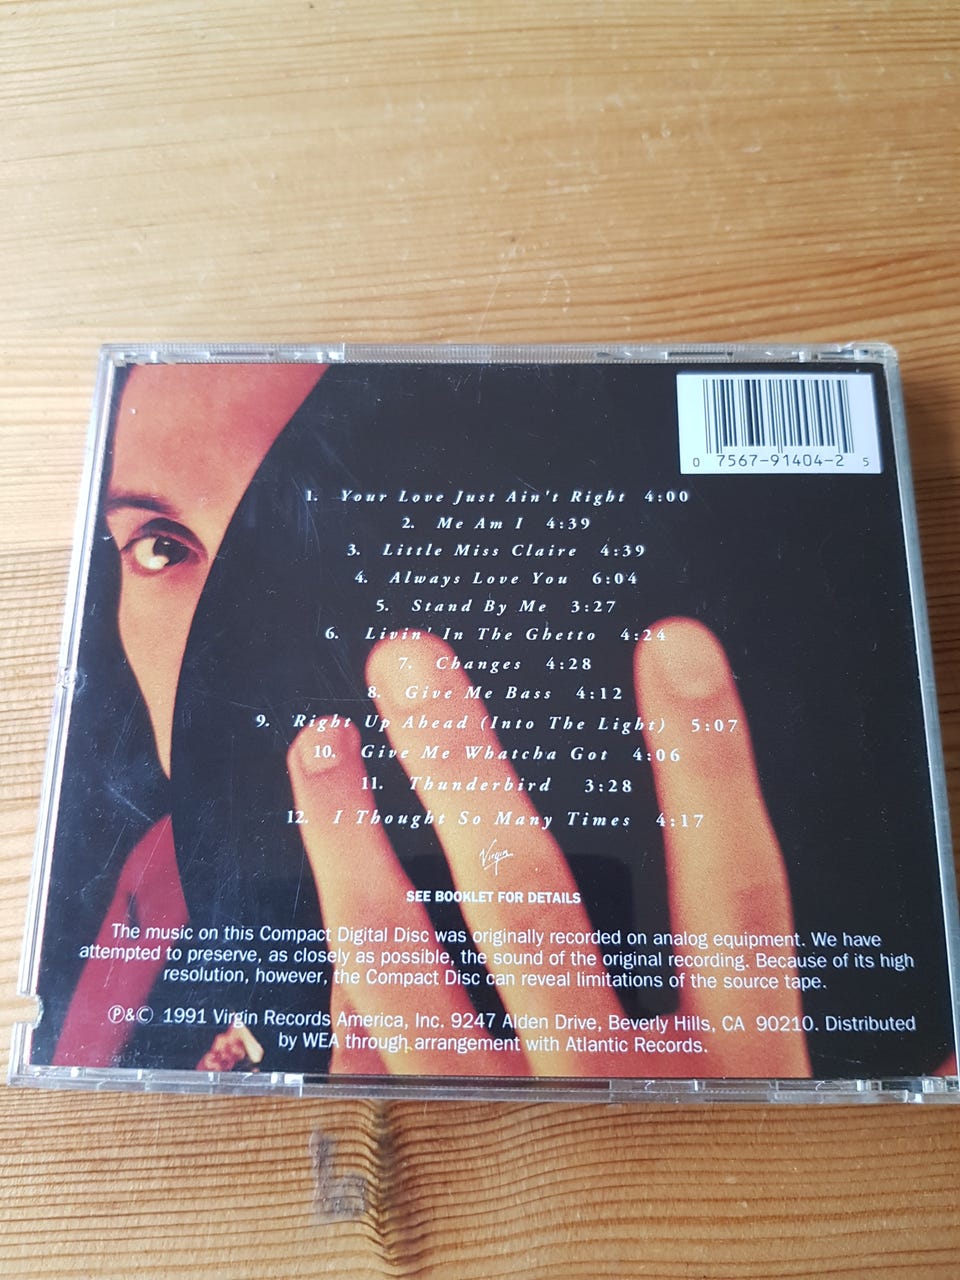 0 7567-91404-2 5
1. Your Love Just Ain't Right 4:00
2. Me Am I 4:39
3. Little Miss Claire 4:39
4. Always Love You 6:04
5. Stand By Me 3:27
6. Livin' In The Ghetto 4:24
7. Changes 4:28
8. Give Me Bass 4:12
9. Right Up Ahead (Into The Light) 5:07
10. Give Me Whatcha Got 4:06
11. Thunderbird 3:28
12. I Thought So Many Times 4:17
Virgin
SEE BOOKLET FOR DETAILS
The music on this Compact Digital Disc was originally recorded on analog equipment. We have
attempted to preserve, as closely as possible, the sound of the original recording. Because of its high
resolution, however, the Compact Disc can reveal limitations of the source tape.
℗&© 1991 Virgin Records America, Inc. 9247 Alden Drive, Beverly Hills, CA 90210. Distributed
by WEA through arrangement with Atlantic Records.